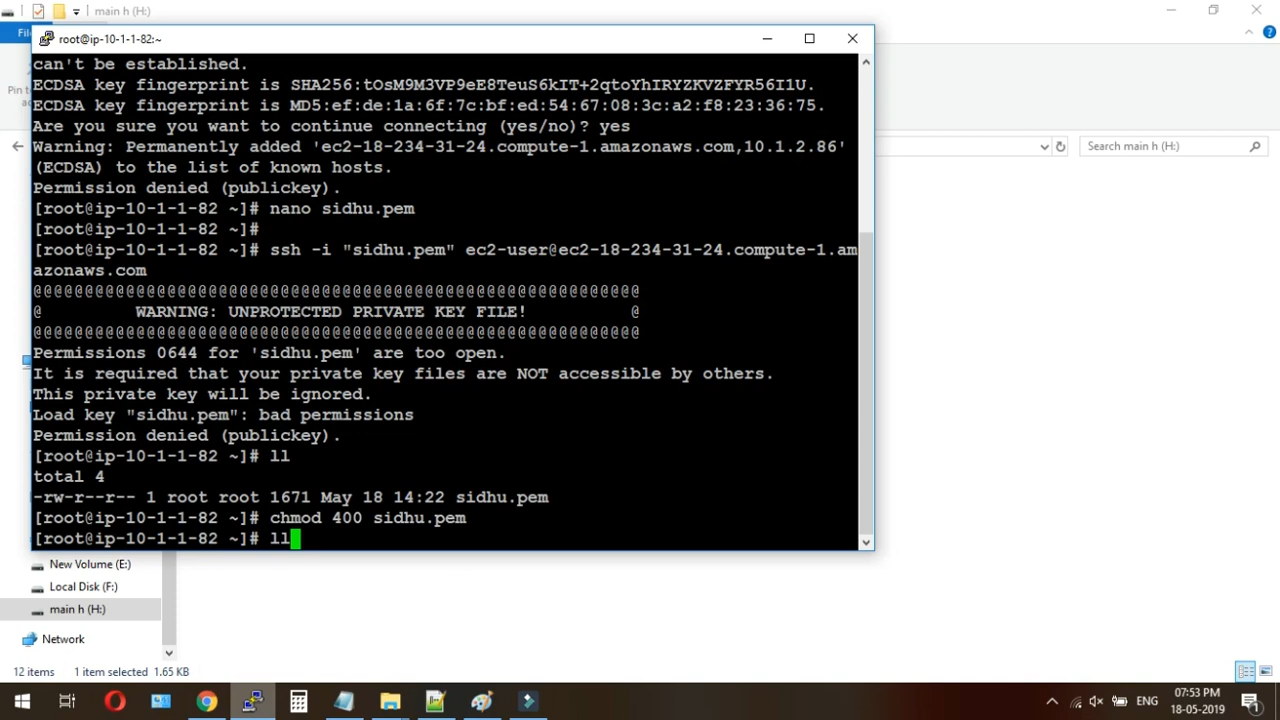 main h (H:)
File
root@ip-10-1-1-82:~
can't be established.
ECDSA key fingerprint is SHA256:tOsM9M3VP9eE8TeuS6kIT+2qtoYhIRYZKVZFYR56I1U.
ECDSA key fingerprint is MD5:ef:de:1a:6f:7c:bf:ed:54:67:08:3c:a2:f8:23:36:75.
Are you sure you want to continue connecting (yes/no)? yes
Warning: Permanently added 'ec2-18-234-31-24.compute-1.amazonaws.com,10.1.2.86'
(ECDSA) to the list of known hosts.
Permission denied (publickey).
[root@ip-10-1-1-82 ~]# nano sidhu.pem
[root@ip-10-1-1-82 ~]#
[root@ip-10-1-1-82 ~]# ssh -i "sidhu.pem" ec2-user@ec2-18-234-31-24.compute-1.am
azonaws.com
@@@@@@@@@@@@@@@@@@@@@@@@@@@@@@@@@@@@@@@@@@@@@@@@@@@@@@@@@@@
@         WARNING: UNPROTECTED PRIVATE KEY FILE!          @
@@@@@@@@@@@@@@@@@@@@@@@@@@@@@@@@@@@@@@@@@@@@@@@@@@@@@@@@@@@
Permissions 0644 for 'sidhu.pem' are too open.
It is required that your private key files are NOT accessible by others.
This private key will be ignored.
Load key "sidhu.pem": bad permissions
Permission denied (publickey).
[root@ip-10-1-1-82 ~]# ll
total 4
-rw-r--r-- 1 root root 1671 May 18 14:22 sidhu.pem
[root@ip-10-1-1-82 ~]# chmod 400 sidhu.pem
[root@ip-10-1-1-82 ~]# ll
Search main h (H:)
New Volume (E:)
Local Disk (F:)
main h (H:)
Network
12 items 1 item selected 1.65 KB
ENG
07:53 PM
18-05-2019
1